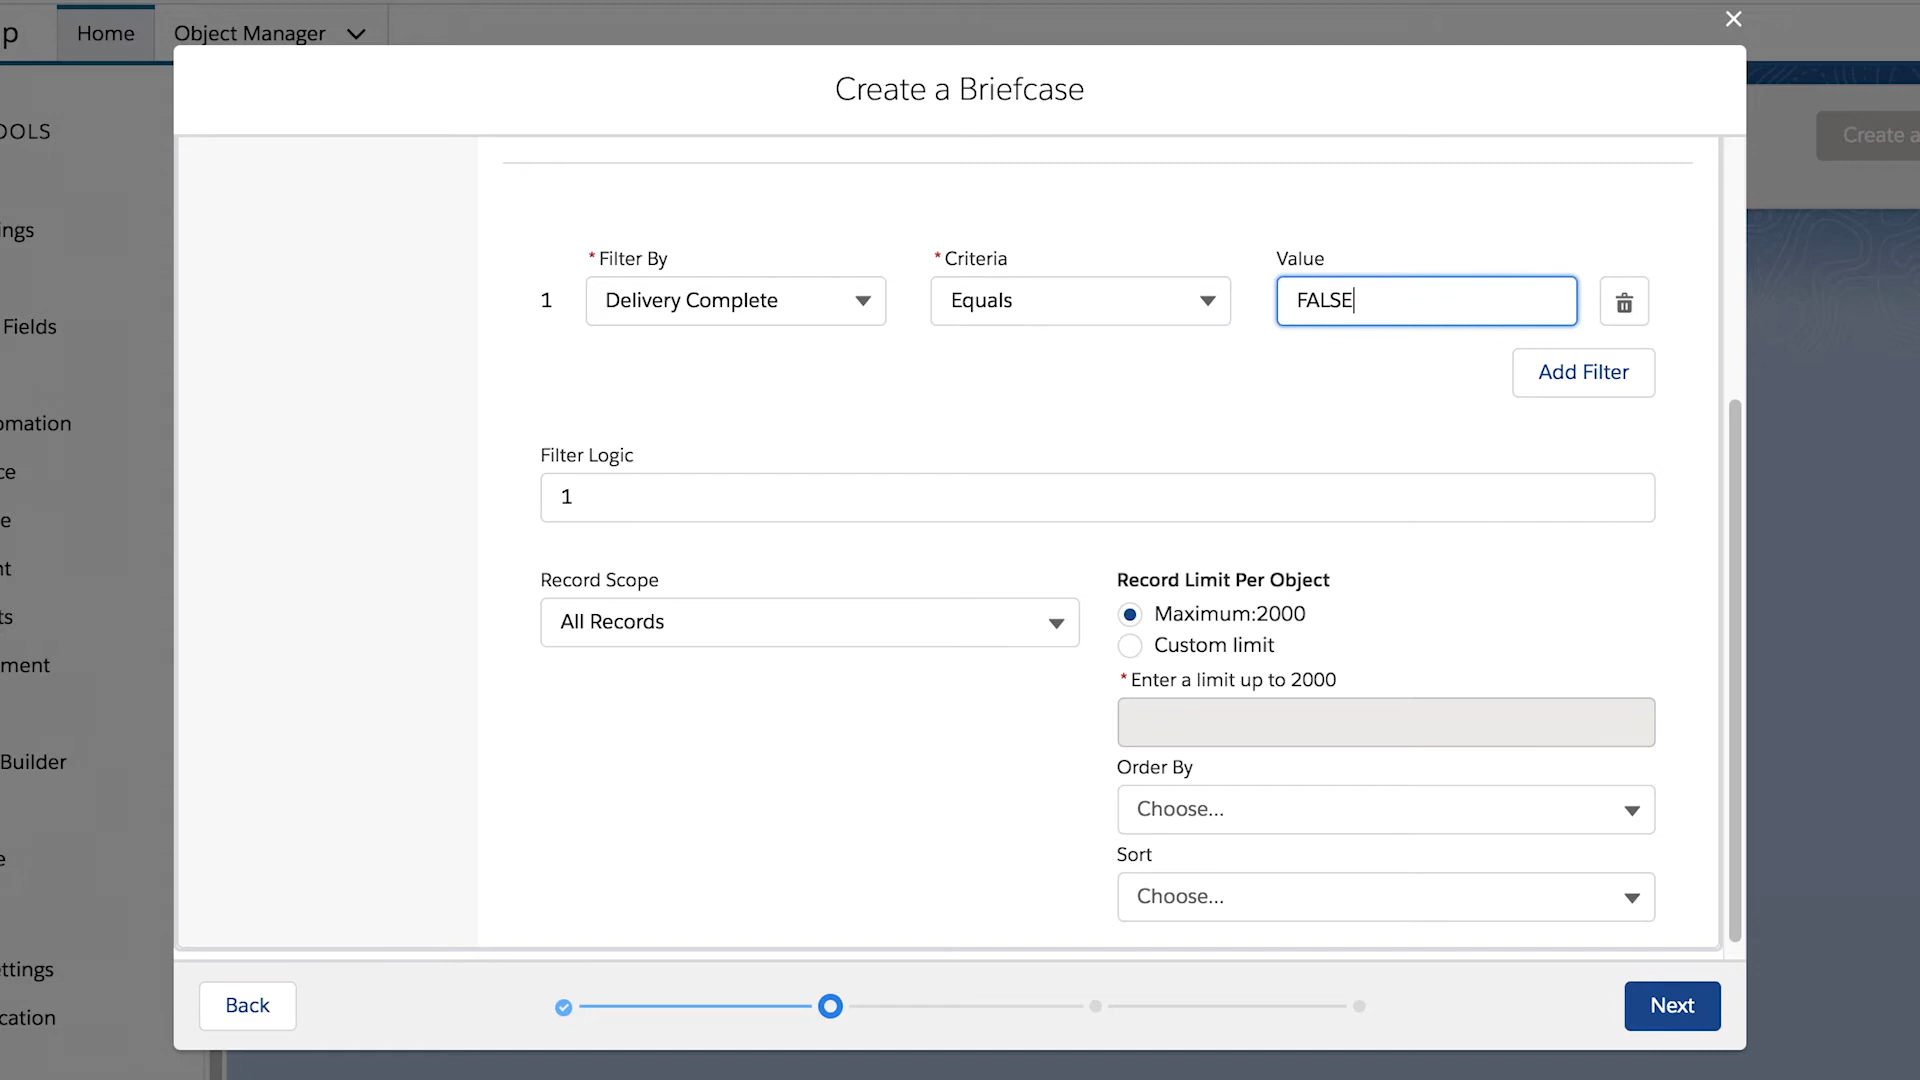 p
Home
Object Manager
Create a Briefcase
OOLS
Create a
ings
Fields
omation
ce
e
nt
ts
ment
Builder
e
ettings
cation
* Filter By
* Criteria
Value
1
Delivery Complete
Equals
FALSE
Add Filter
Filter Logic
1
Record Scope
All Records
Record Limit Per Object
Maximum:2000
Custom limit
* Enter a limit up to 2000
Order By
Choose...
Sort
Choose...
Back
Next